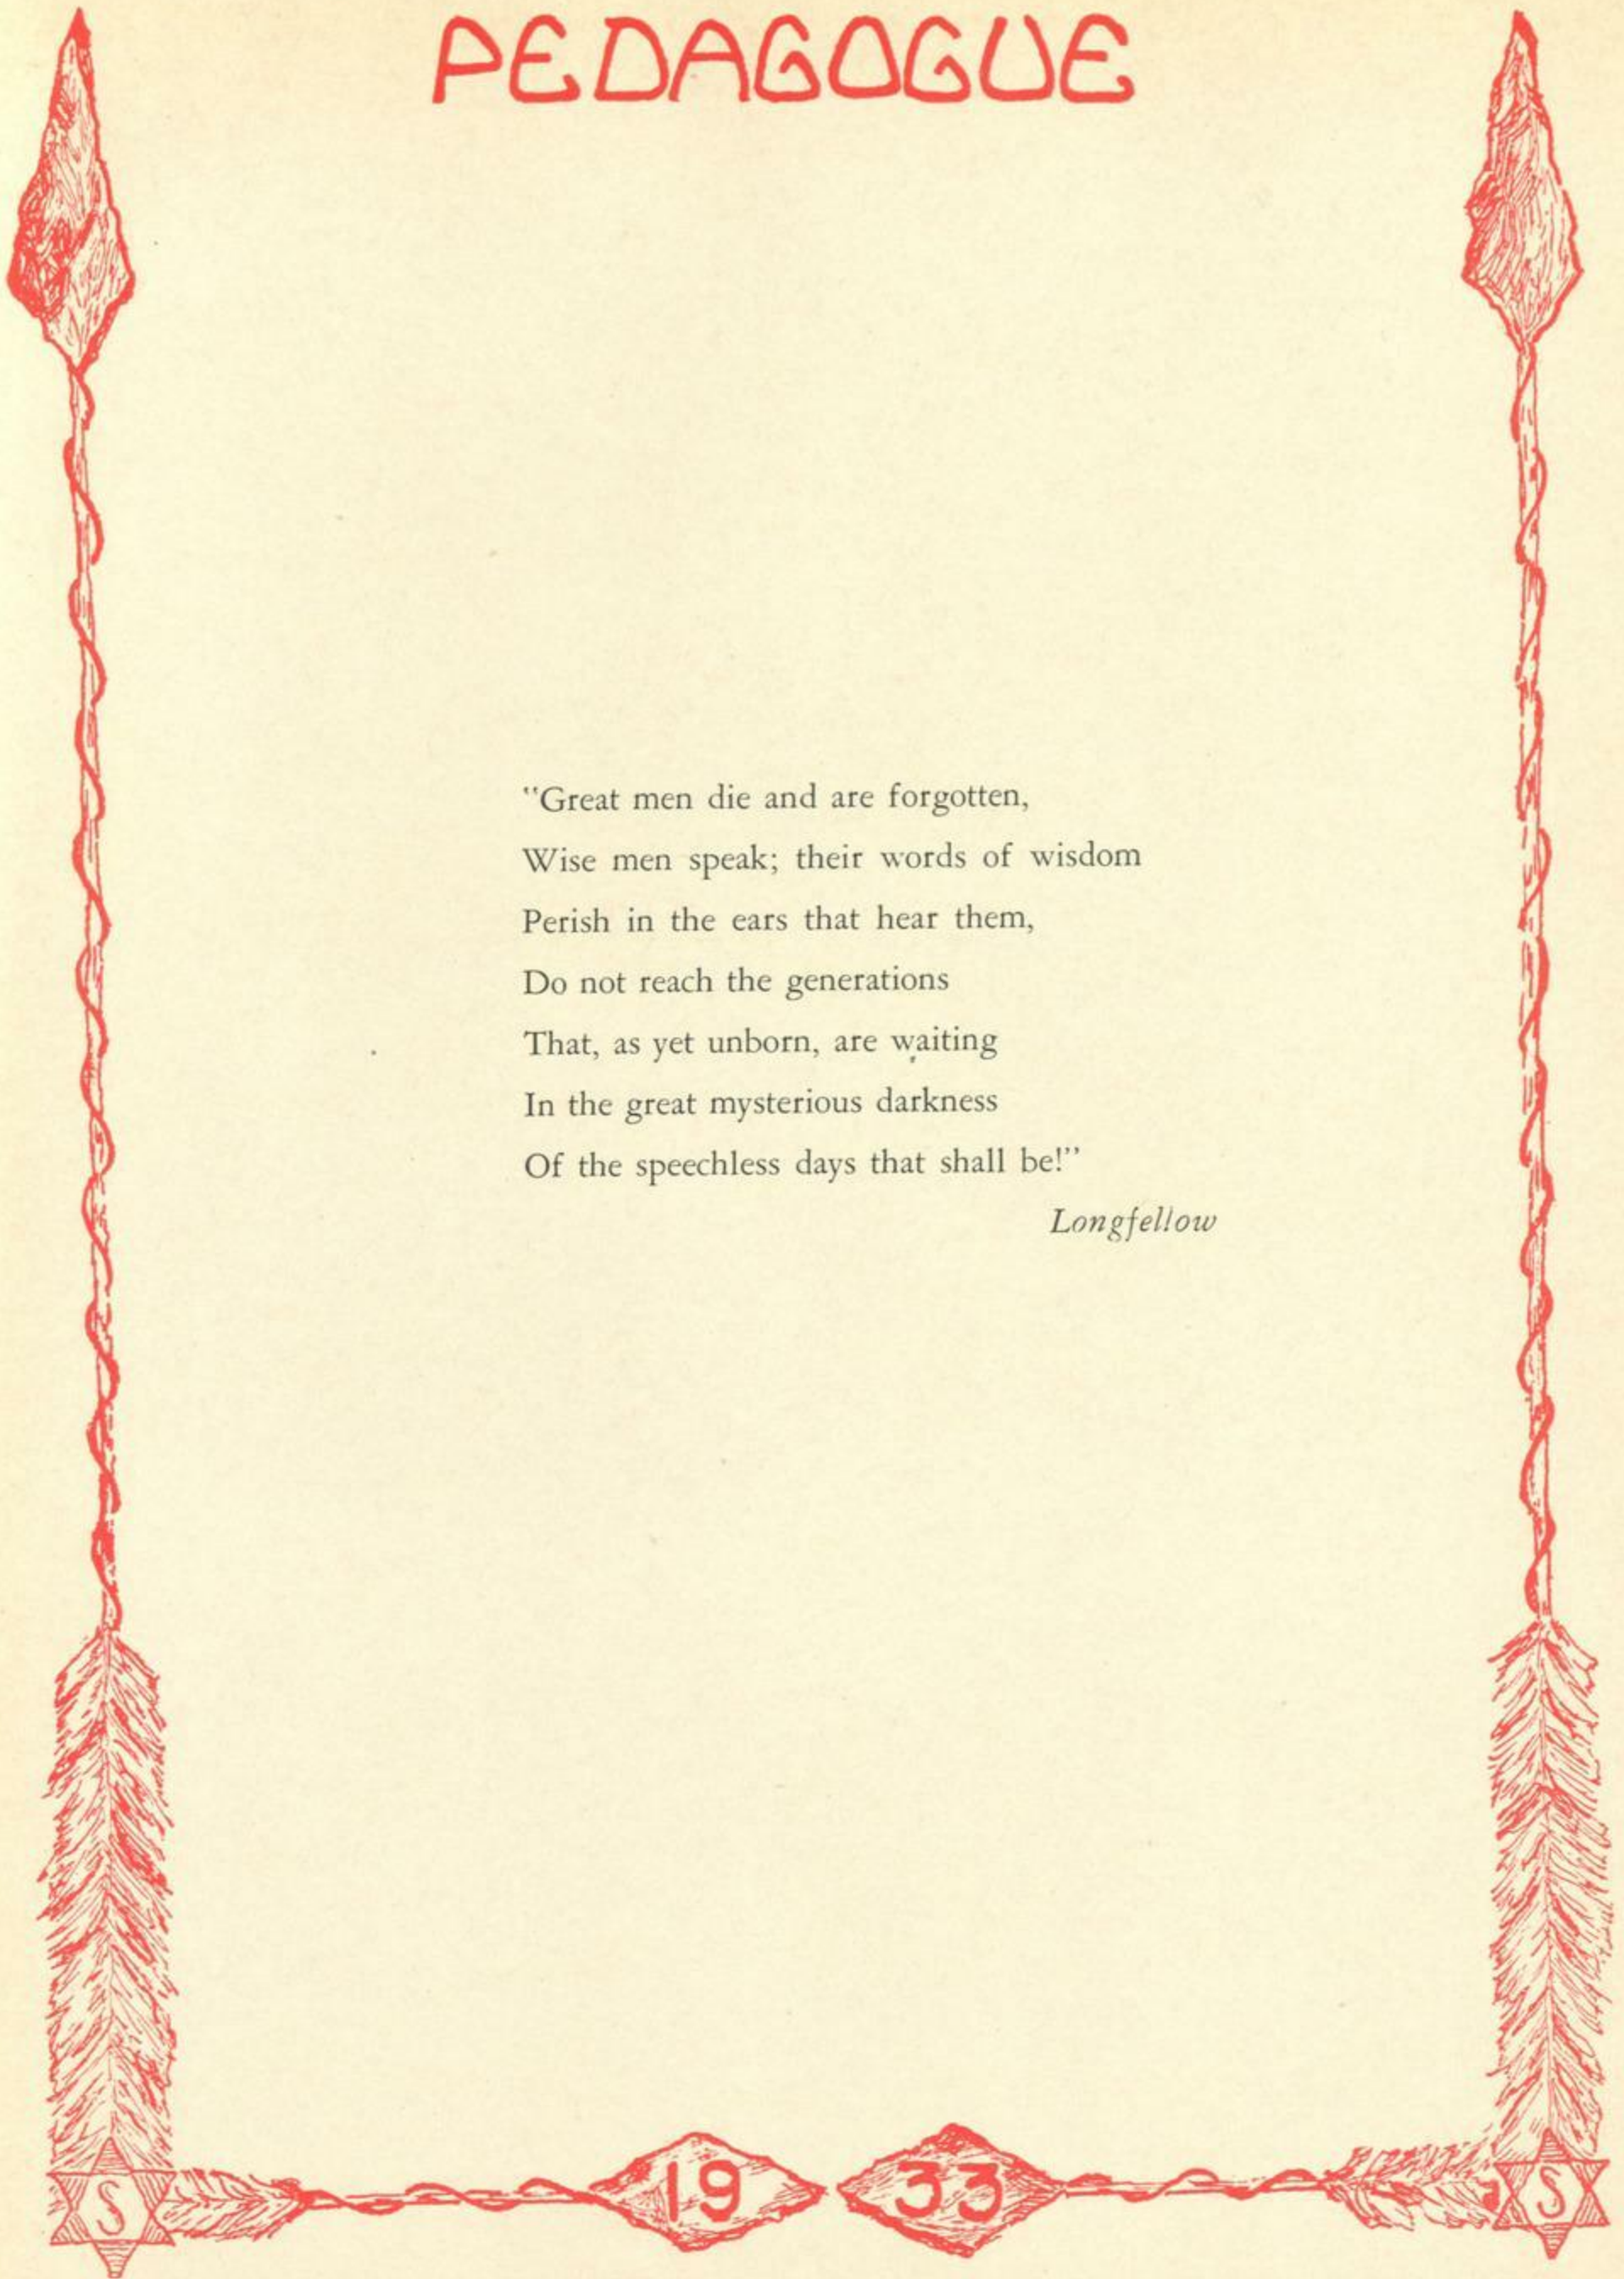 PEDAGOGUE
"Great men die and are forgotten,
Wise men speak; their words of wisdom
Perish in the ears that hear them,
Do not reach the generations
That, as yet unborn, are waiting
In the great mysterious darkness
Of the speechless days that shall be!"
Longfellow
S 19 33 S